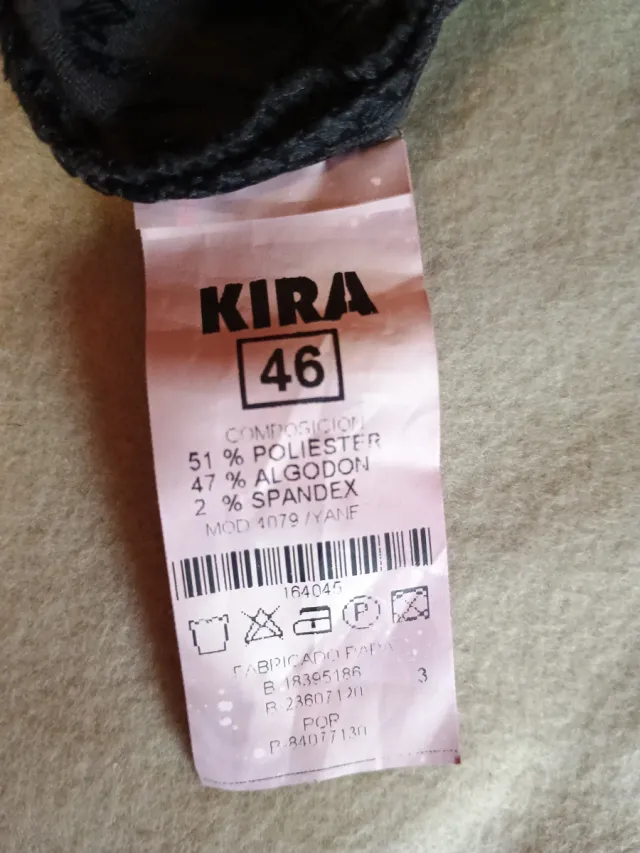 KIRA
46
COMPOSICION
51 % POLIESTER
47 % ALGODON
2 % SPANDEX
MOD 4079 /YANE
164045
P
FABRICADO PARA
B-18395186
B-23607120
3
POR
B-84077130